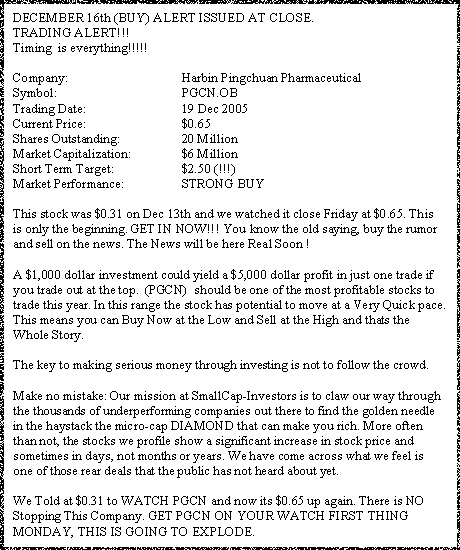 DECEMBER 16th (BUY) ALERT ISSUED AT CLOSE.
TRADING ALERT!!!
Timing is everything!!!!!
Company: Harbin Pingchuan Pharmaceutical
Symbol: PGCN.OB
Trading Date: 19 Dec 2005
Current Price: $0.65
Shares Outstanding: 20 Million
Market Capitalization: $6 Million
Short Term Target: $2.50 (!!!)
Market Performance: STRONG BUY
This stock was $0.31 on Dec 13th and we watched it close Friday at $0.65. This
is only the beginning. GET IN NOW!!! You know the old saying, buy the rumor
and sell on the news. The News will be here Real Soon !
A $1,000 dollar investment could yield a $5,000 dollar profit in just one trade if
you trade out at the top. (PGCN) should be one of the most profitable stocks to
trade this year. In this range the stock has potential to move at a Very Quick pace.
This means you can Buy Now at the Low and Sell at the High and thats the
Whole Story.
The key to making serious money through investing is not to follow the crowd.
Make no mistake: Our mission at SmallCap-Investors is to claw our way through
the thousands of underperforming companies out there to find the golden needle
in the haystack the micro-cap DIAMOND that can make you rich. More often
than not, the stocks we profile show a significant increase in stock price and
sometimes in days, not months or years. We have come across what we feel is
one of those rear deals that the public has not heard about yet.
We Told at $0.31 to WATCH PGCN and now its $0.65 up again. There is NO
Stopping This Company. GET PGCN ON YOUR WATCH FIRST THING
MONDAY, THIS IS GOING TO EXPLODE.